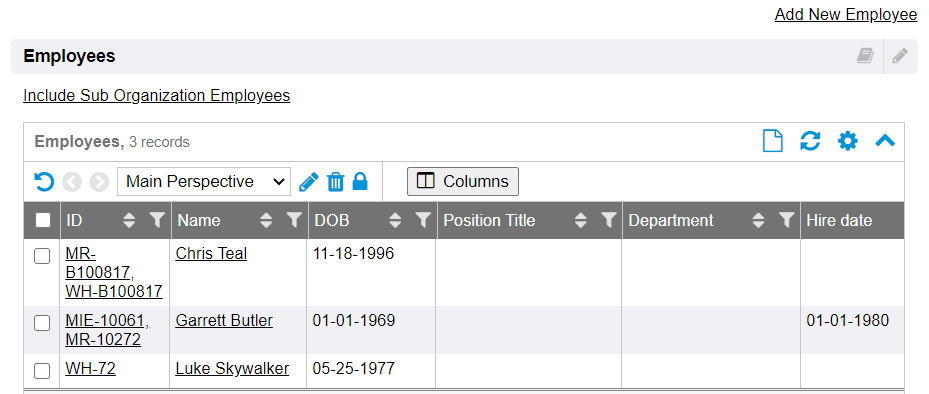 Add New Employee
Employees
Include Sub Organization Employees
Employees, 3 records
Main Perspective
Columns
ID Name DOB Position Title Department Hire date
MR-
B100817,
WH-B100817
Chris Teal
11-18-1996
MIE-10061,
MR-10272
Garrett Butler
01-01-1969
01-01-1980
WH-72
Luke Skywalker
05-25-1977